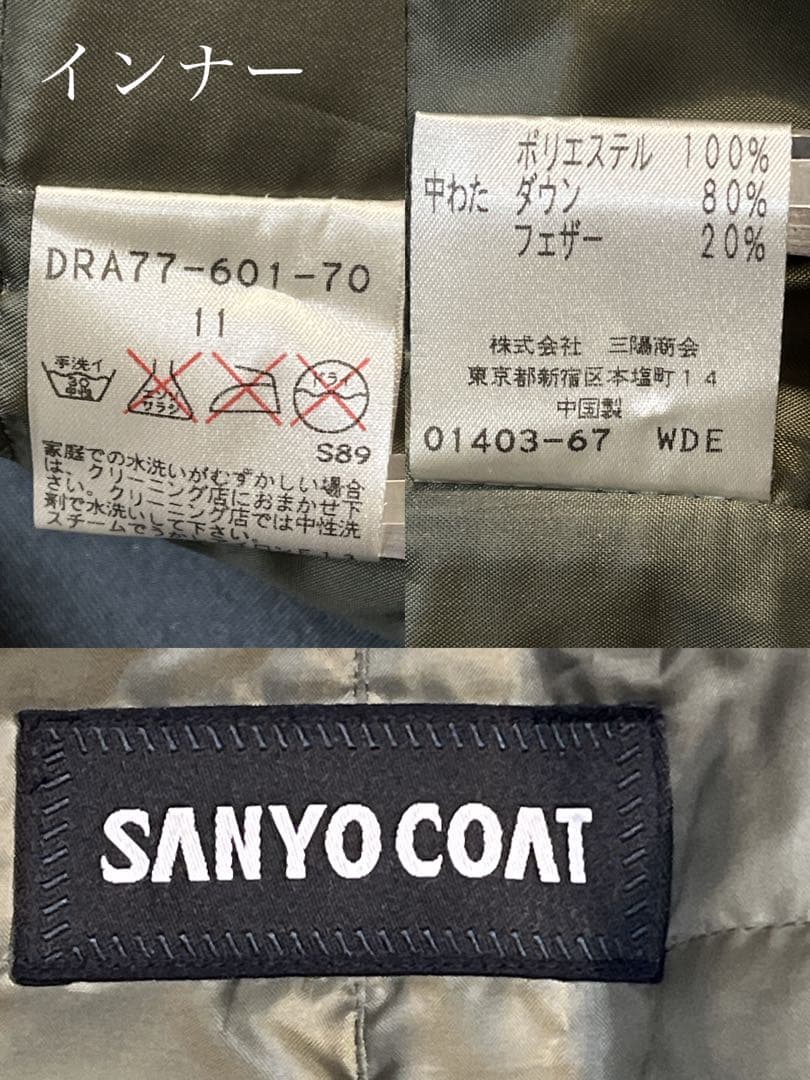 インナー
DRA77-601-70
11
手洗イ
30
中性
エンソ
サラシ
ドライ
S89
家庭での水洗いがむずかしい場合
は、クリーニング店におまかせ下
さい。クリーニング店では中性洗
剤で水洗いして下さい。
ポリエステル 100%
中わた ダウン 80%
フェザー 20%
株式会社 三陽商会
東京都新宿区本塩町14
中国製
01403-67 WDE
SANYO COAT